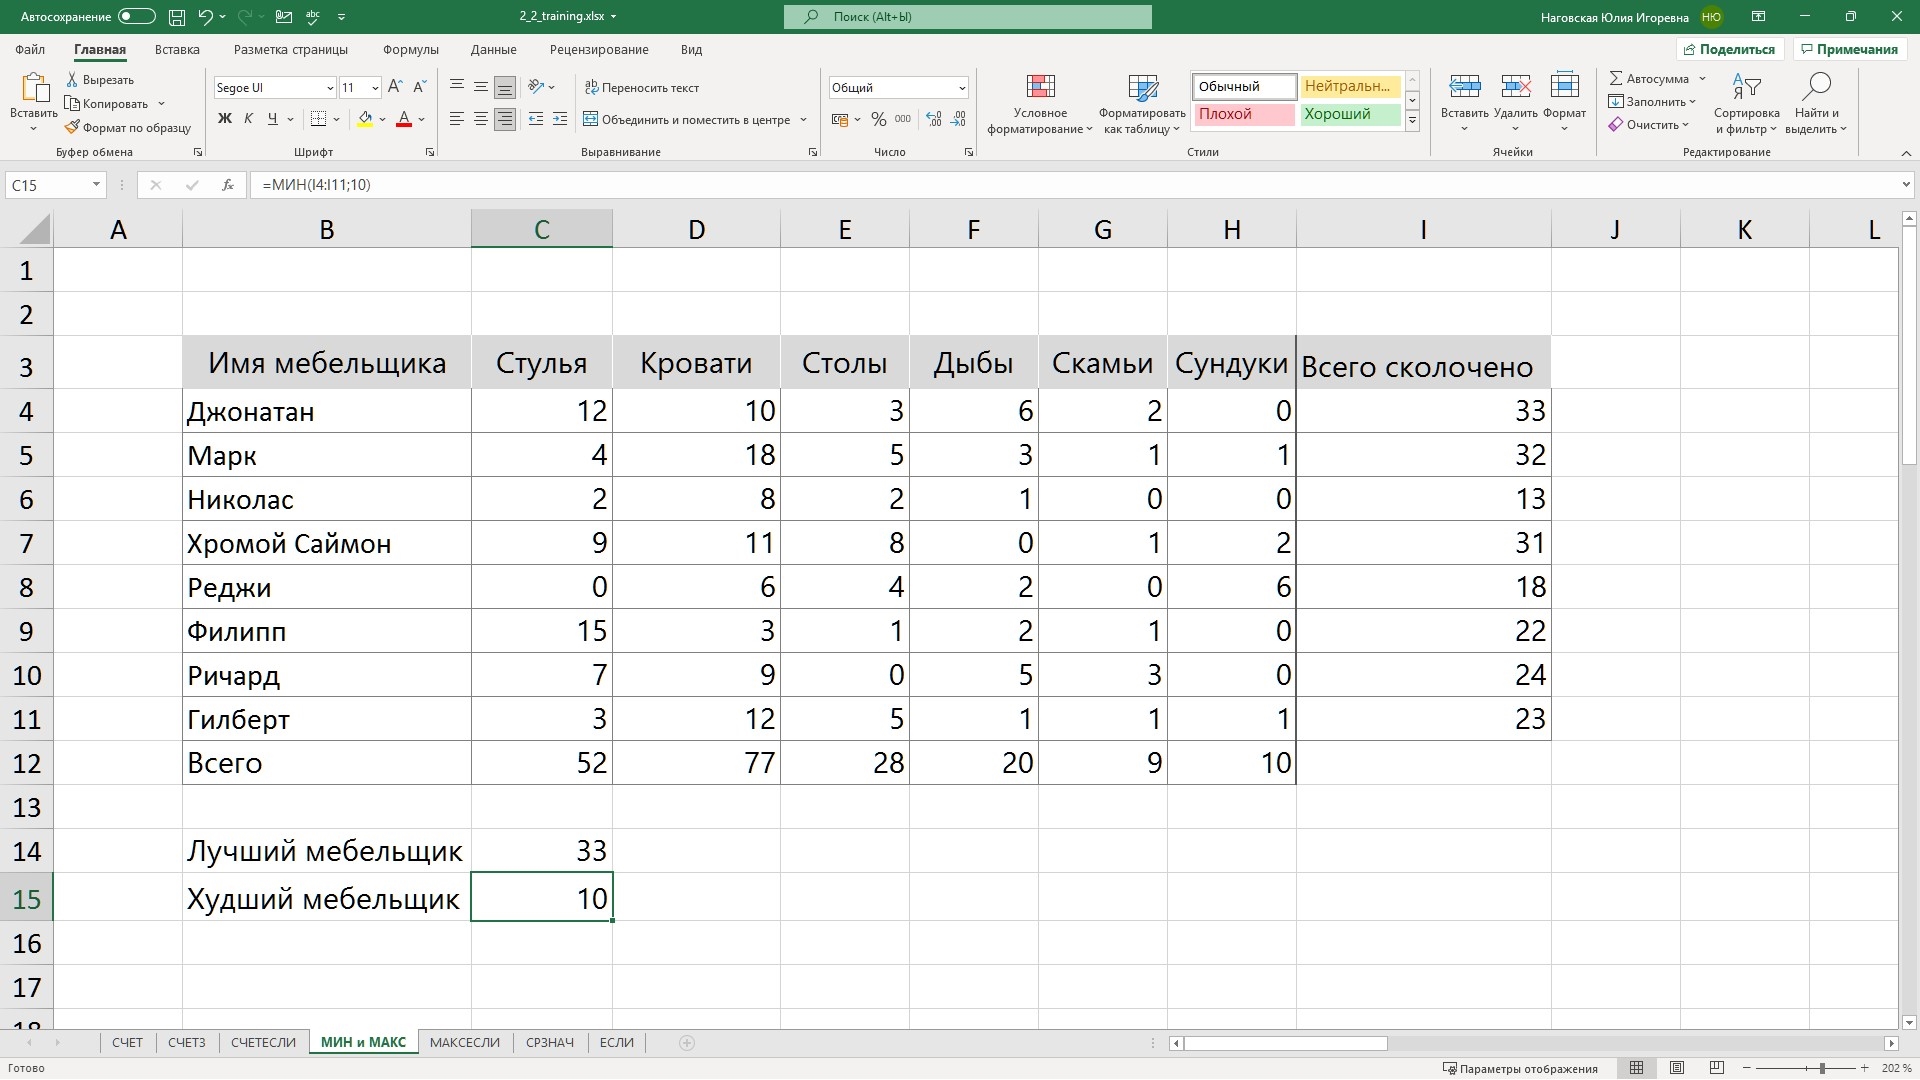 Автосохранение 2_2_training.xlsx Поиск (Alt+Ы) Наговская Юлия Игоревна НЮ
Файл Главная Вставка Разметка страницы Формулы Данные Рецензирование Вид Поделиться Примечания
Вставить Вырезать Копировать Формат по образцу
Буфер обмена
Segoe UI 11
Ж К Ч
Шрифт
Переносить текст
Объединить и поместить в центре
Выравнивание
Общий
% 000
Число
Условное форматирование
Форматировать как таблицу
Обычный Нейтральн...
Плохой Хороший
Стили
Вставить Удалить Формат
Ячейки
Автосумма
Заполнить
Очистить
Сортировка и фильтр
Найти и выделить
Редактирование
C15 fx =МИН(I4:I11;10)
A B C D E F G H I J K L
1
2
3 Имя мебельщика Стулья Кровати Столы Дыбы Скамьи Сундуки Всего сколочено
4 Джонатан 12 10 3 6 2 0 33
5 Марк 4 18 5 3 1 1 32
6 Николас 2 8 2 1 0 0 13
7 Хромой Саймон 9 11 8 0 1 2 31
8 Реджи 0 6 4 2 0 6 18
9 Филипп 15 3 1 2 1 0 22
10 Ричард 7 9 0 5 3 0 24
11 Гилберт 3 12 5 1 1 1 23
12 Всего 52 77 28 20 9 10
13
14 Лучший мебельщик 33
15 Худший мебельщик 10
16
17
18
СЧЕТ СЧЕТЗ СЧЕТЕСЛИ МИН и МАКС МАКСЕСЛИ СРЗНАЧ ЕСЛИ
Готово Параметры отображения 202 %